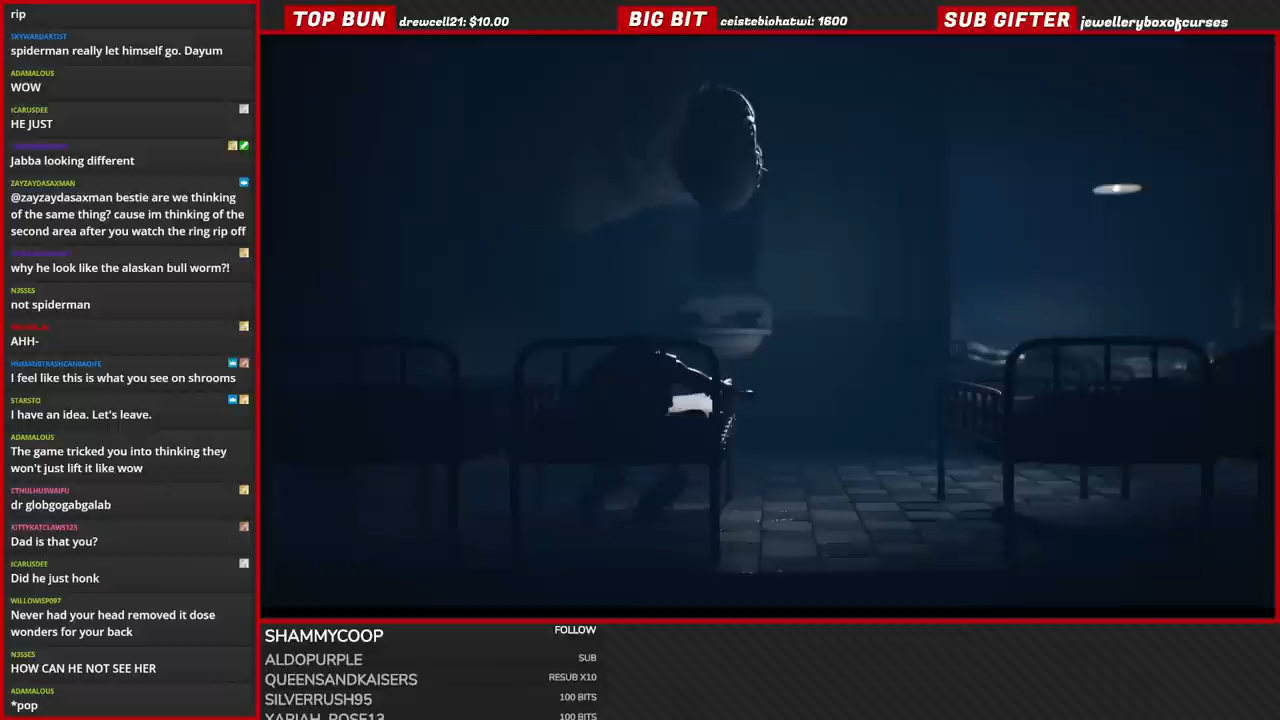 TOP BUN drewcell21: $10.00
BIG BIT ceistebiohatwi: 1600
SUB GIFTER jewelleryboxofcurses
rip
SKYWARDARTIST
spiderman really let himself go. Dayum
ADAMALOUS
WOW
ICARUSDEE
HE JUST
Jabba looking different
ZAYZAYDASAXMAN
@zayzaydasaxman bestie are we thinking
of the same thing? cause im thinking of the
second area after you watch the ring rip off
why he look like the alaskan bull worm?!
N3SSES
not spiderman
AHH-
I feel like this is what you see on shrooms
STARSTO
I have an idea. Let's leave.
ADAMALOUS
The game tricked you into thinking they
won't just lift it like wow
CTHULHUSWAIFU
dr globgogabgalab
KITTYKATCLAWS123
Dad is that you?
ICARUSDEE
Did he just honk
WILLOWISP097
Never had your head removed it dose
wonders for your back
N3SSES
HOW CAN HE NOT SEE HER
ADAMALOUS
*pop
SHAMMYCOOP FOLLOW
ALDOPURPLE SUB
QUEENSANDKAISERS RESUB X10
SILVERRUSH95 100 BITS
XARIAH_ROSE13 100 BITS